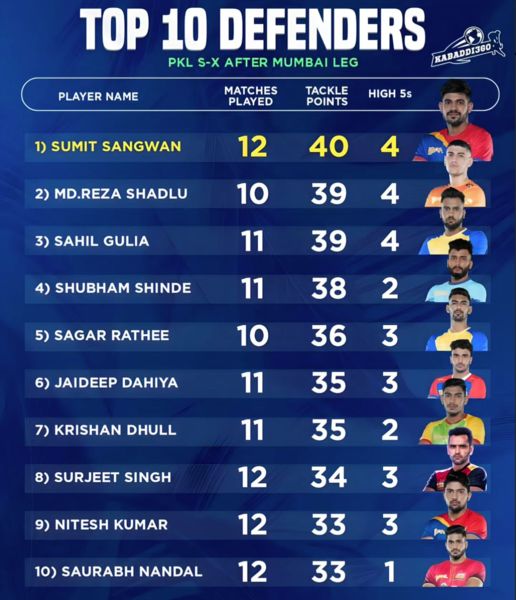 TOP 10 DEFENDERS
PKL S-X AFTER MUMBAI LEG
KABADDI360
PLAYER NAME MATCHES PLAYED TACKLE POINTS HIGH 5s
1) SUMIT SANGWAN 12 40 4
2) MD.REZA SHADLU 10 39 4
3) SAHIL GULIA 11 39 4
4) SHUBHAM SHINDE 11 38 2
5) SAGAR RATHEE 10 36 3
6) JAIDEEP DAHIYA 11 35 3
7) KRISHAN DHULL 11 35 2
8) SURJEET SINGH 12 34 3
9) NITESH KUMAR 12 33 3
10) SAURABH NANDAL 12 33 1